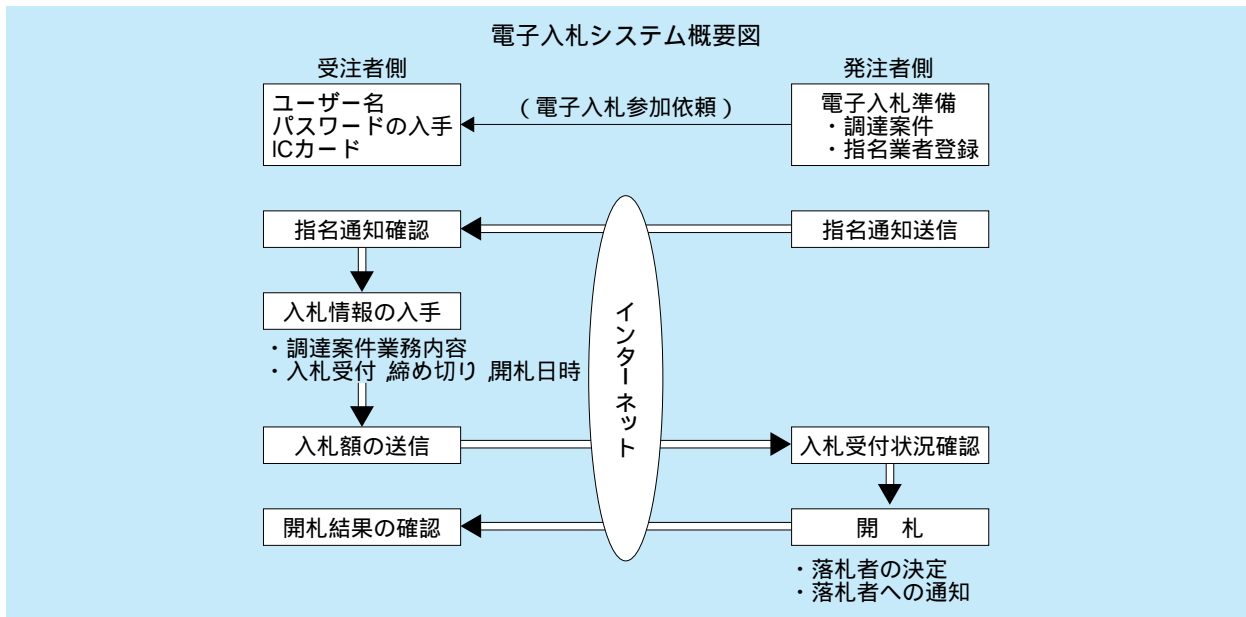 電子入札システム概要図
受注者側
発注者側
ユーザー名
パスワードの入手
ICカード
(電子入札参加依頼)
電子入札準備
・調達案件
・指名業者登録
指名通知確認
指名通知送信
入札情報の入手
・調達案件業務内容
・入札受付,締め切り,開札日時
インターネット
入札額の送信
入札受付状況確認
開札結果の確認
開 札
・落札者の決定
・落札者への通知